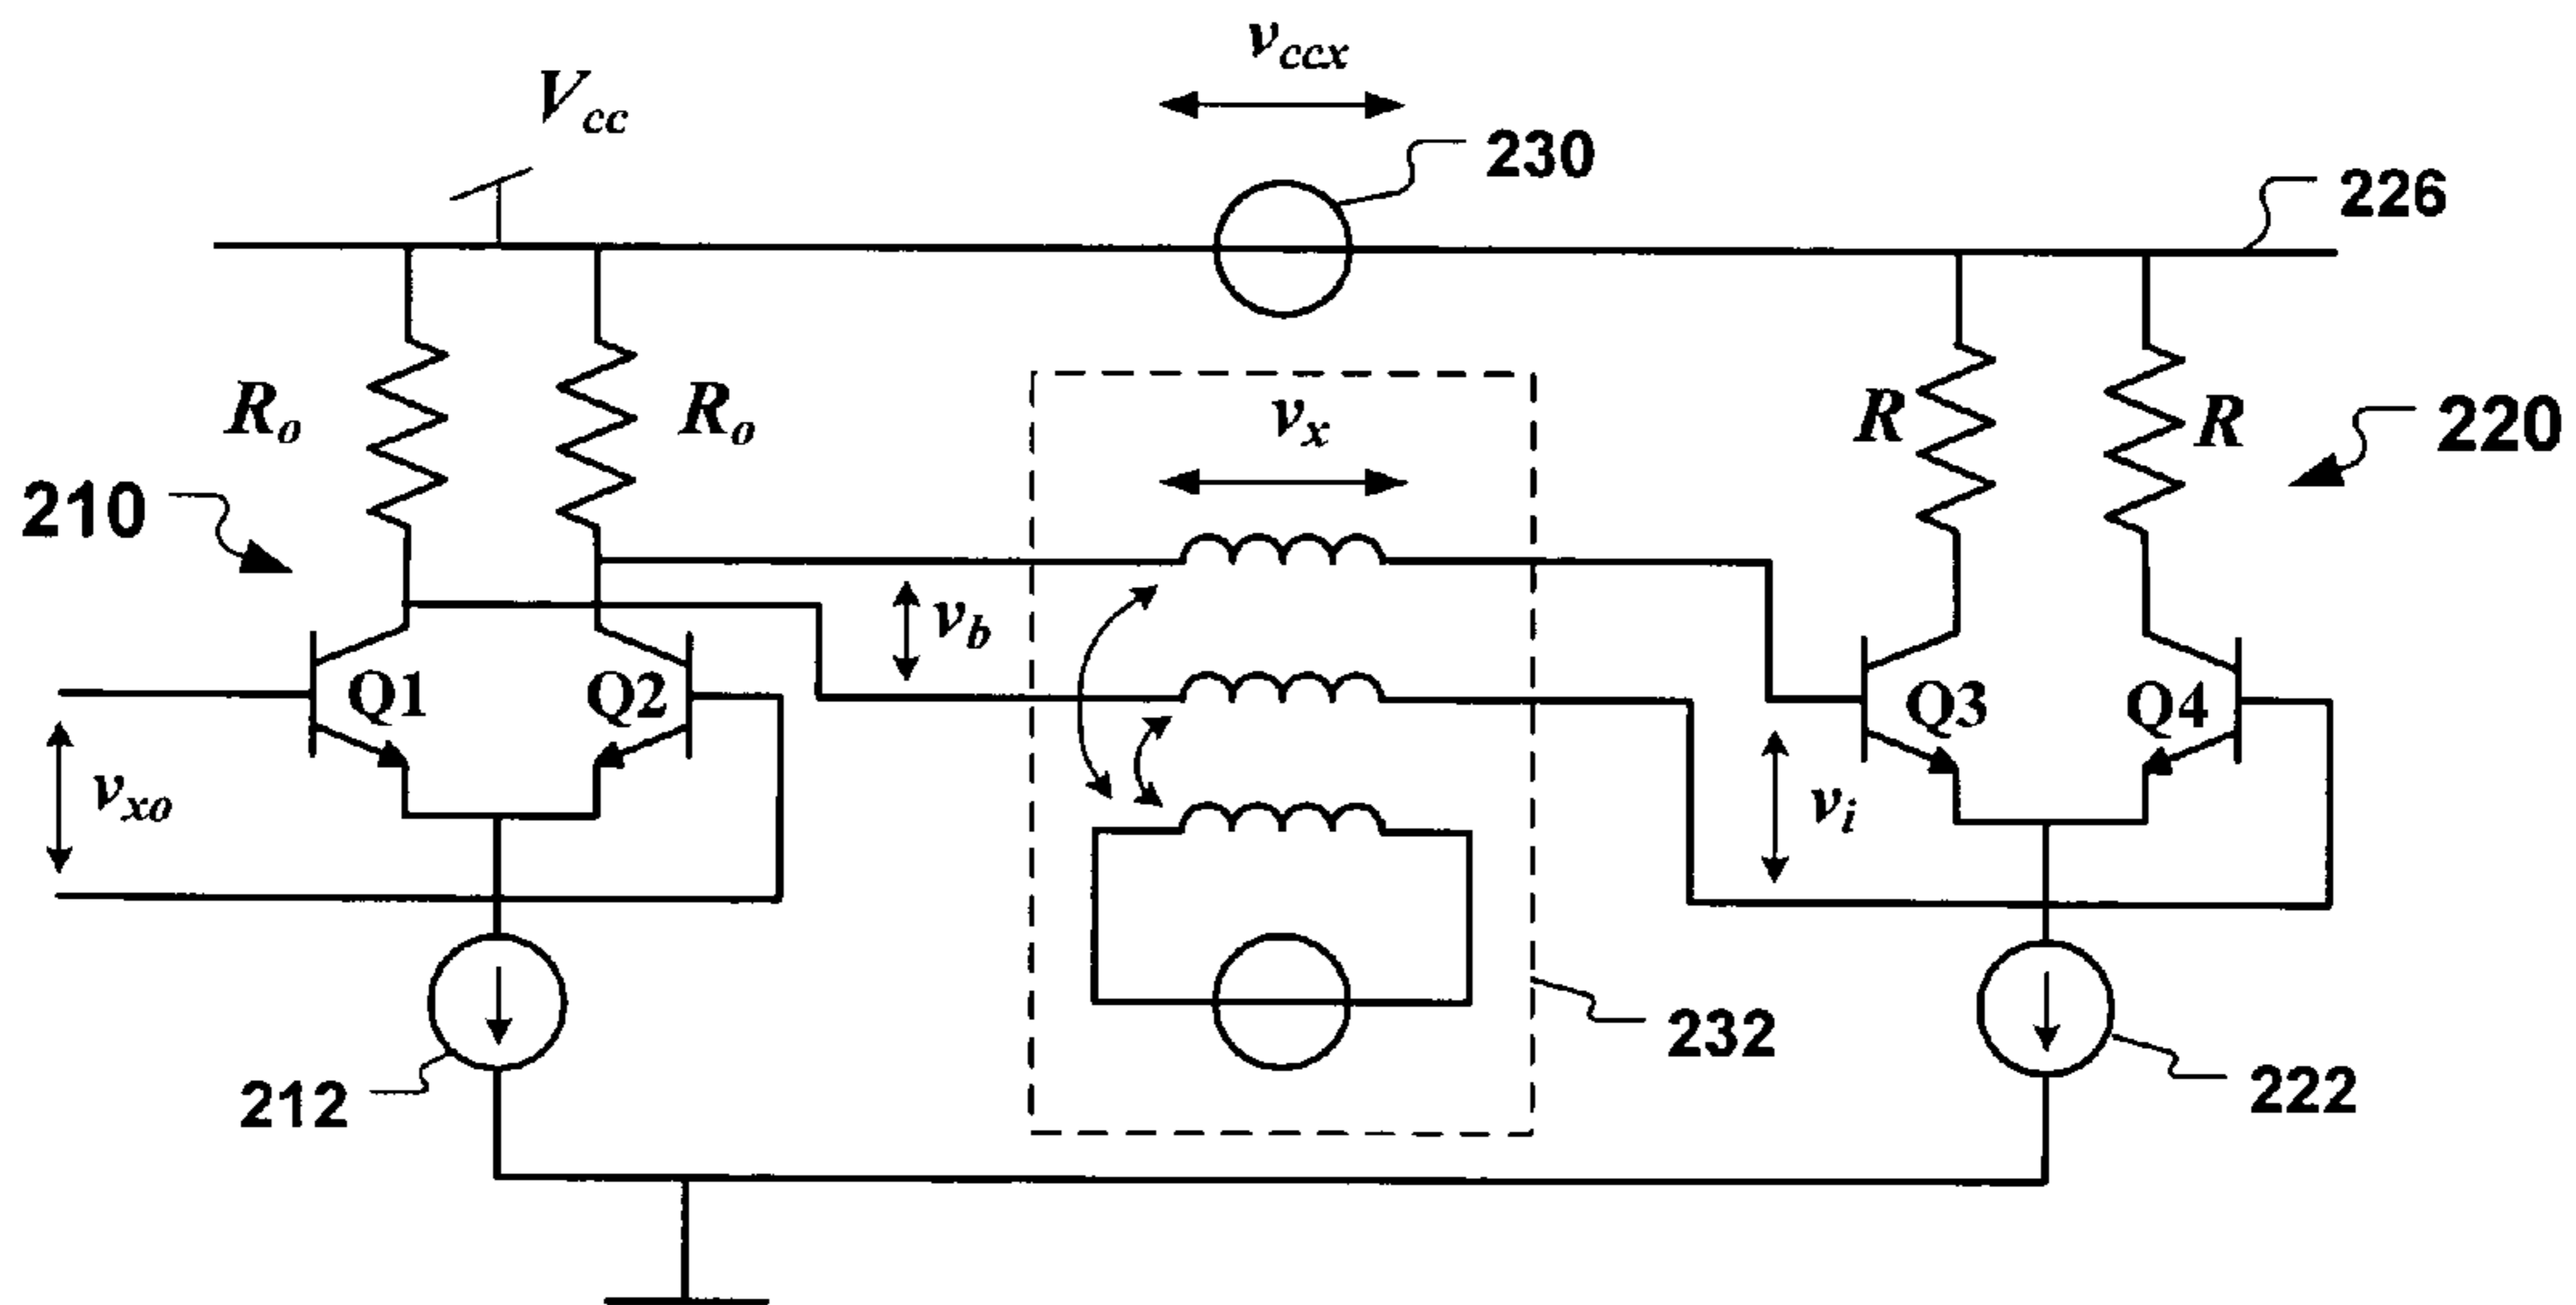 v_ccx
V_cc
230
226
R_o
R_o
v_x
R
R
220
210
v_b
Q1
Q2
Q3
Q4
v_xo
v_i
232
212
222